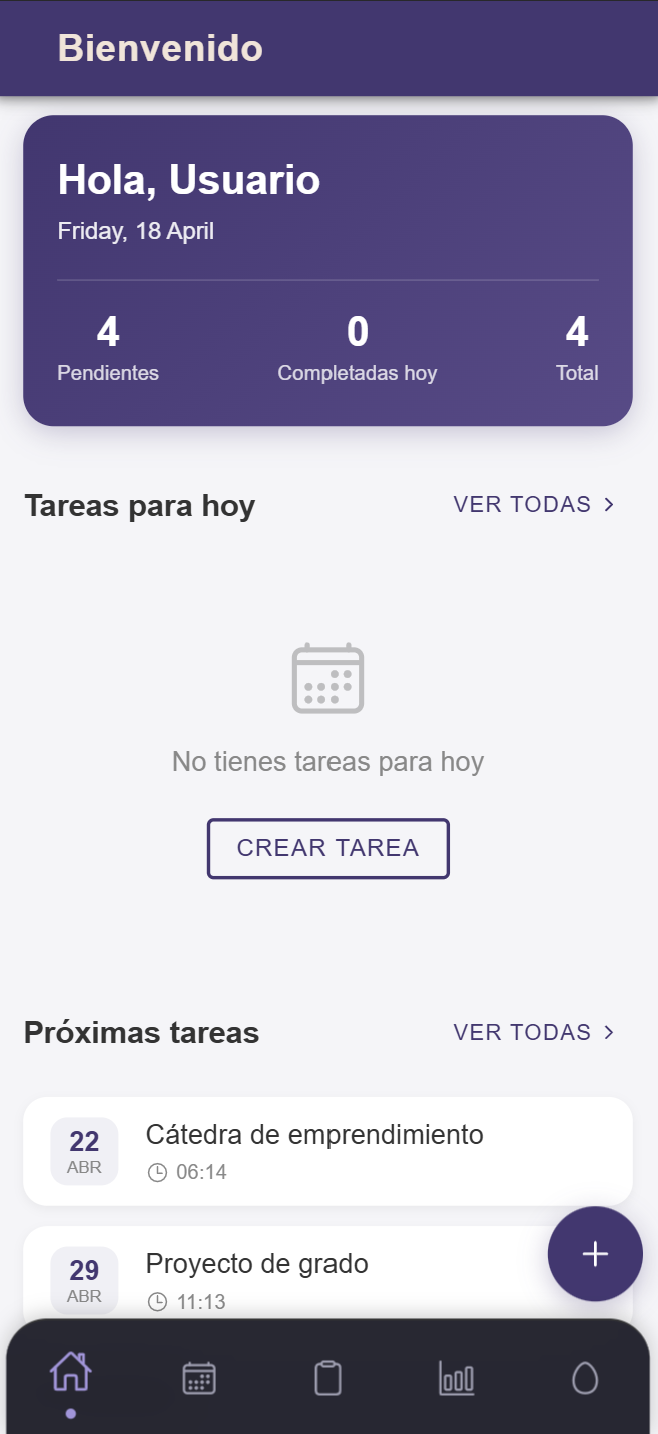 Bienvenido
Hola, Usuario
Friday, 18 April
4 0 4
Pendientes Completadas hoy Total
Tareas para hoy VER TODAS
No tienes tareas para hoy
CREAR TAREA
Próximas tareas VER TODAS
22 Cátedra de emprendimiento
ABR 06:14
29 Proyecto de grado
ABR 11:13